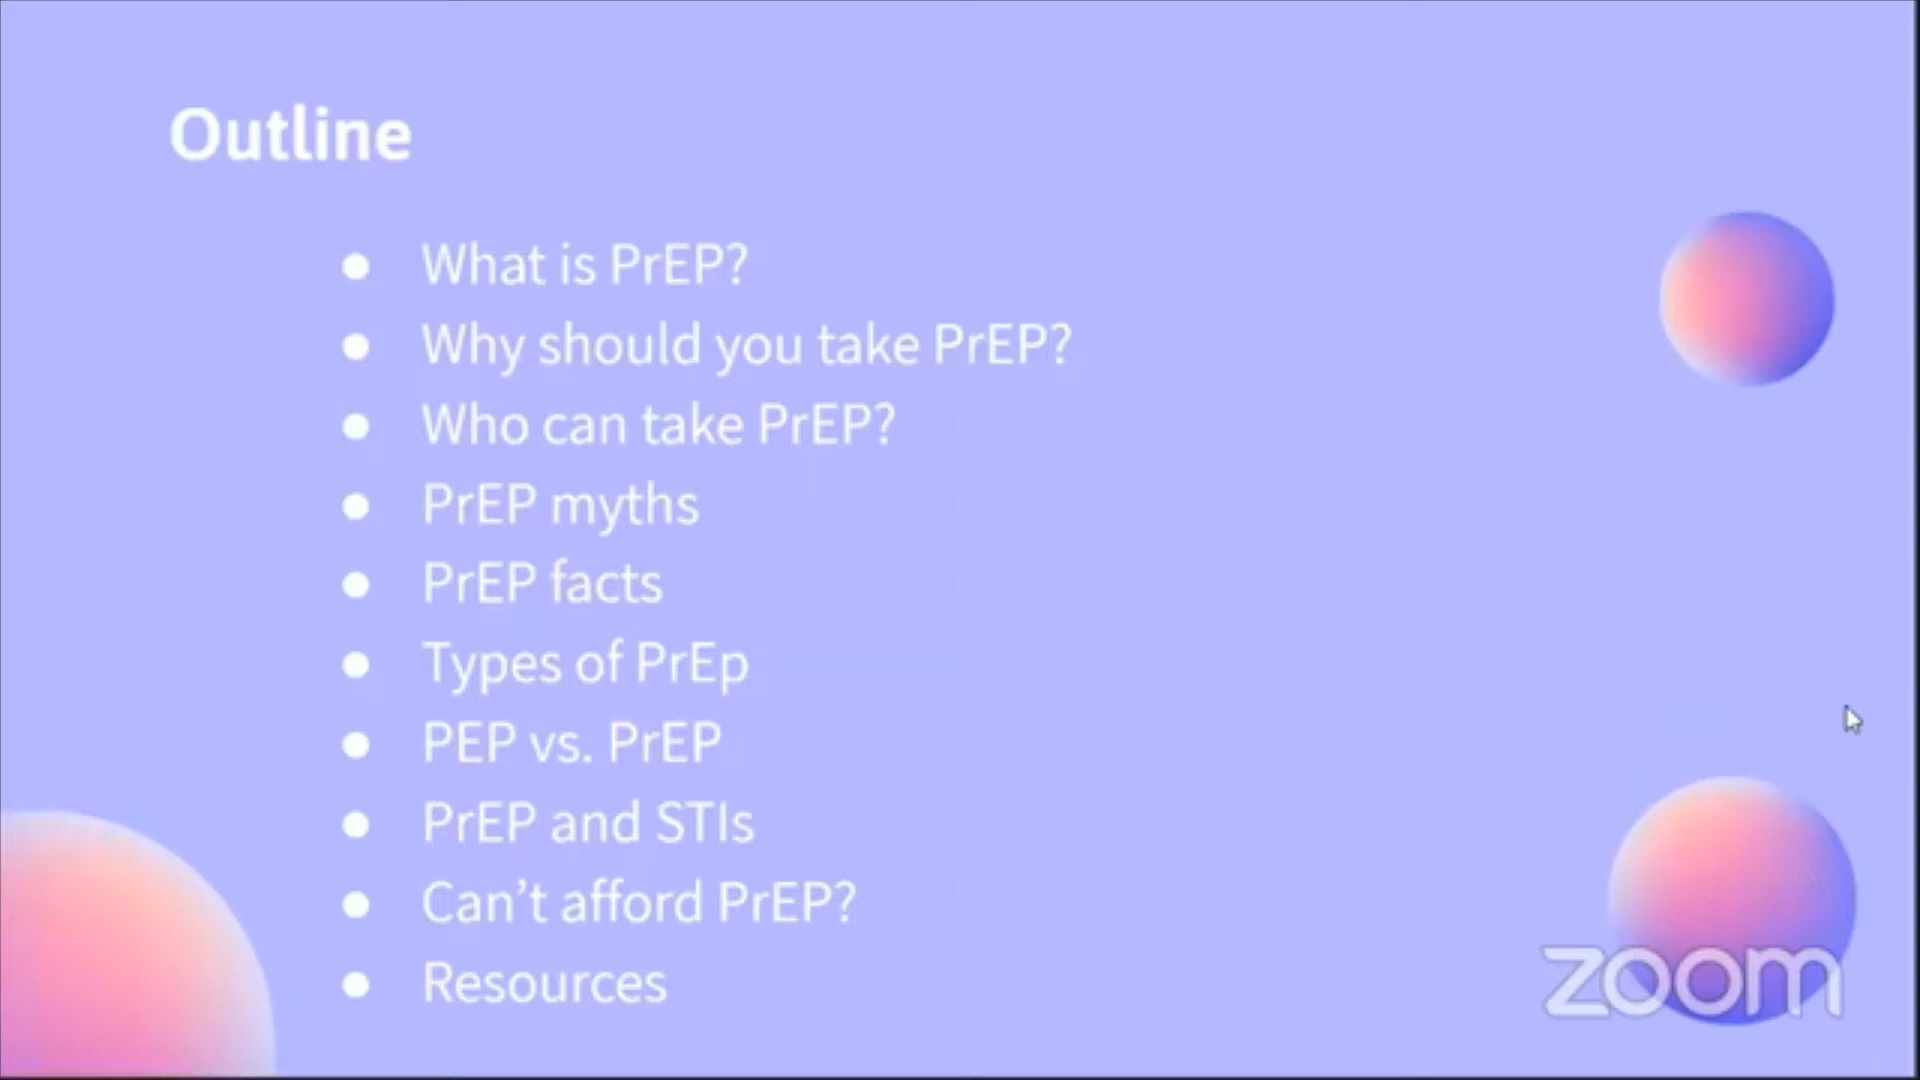 Outline
● What is PrEP?
● Why should you take PrEP?
● Who can take PrEP?
● PrEP myths
● PrEP facts
● Types of PrEp
● PEP vs. PrEP
● PrEP and STIs
● Can’t afford PrEP?
● Resources
zoom